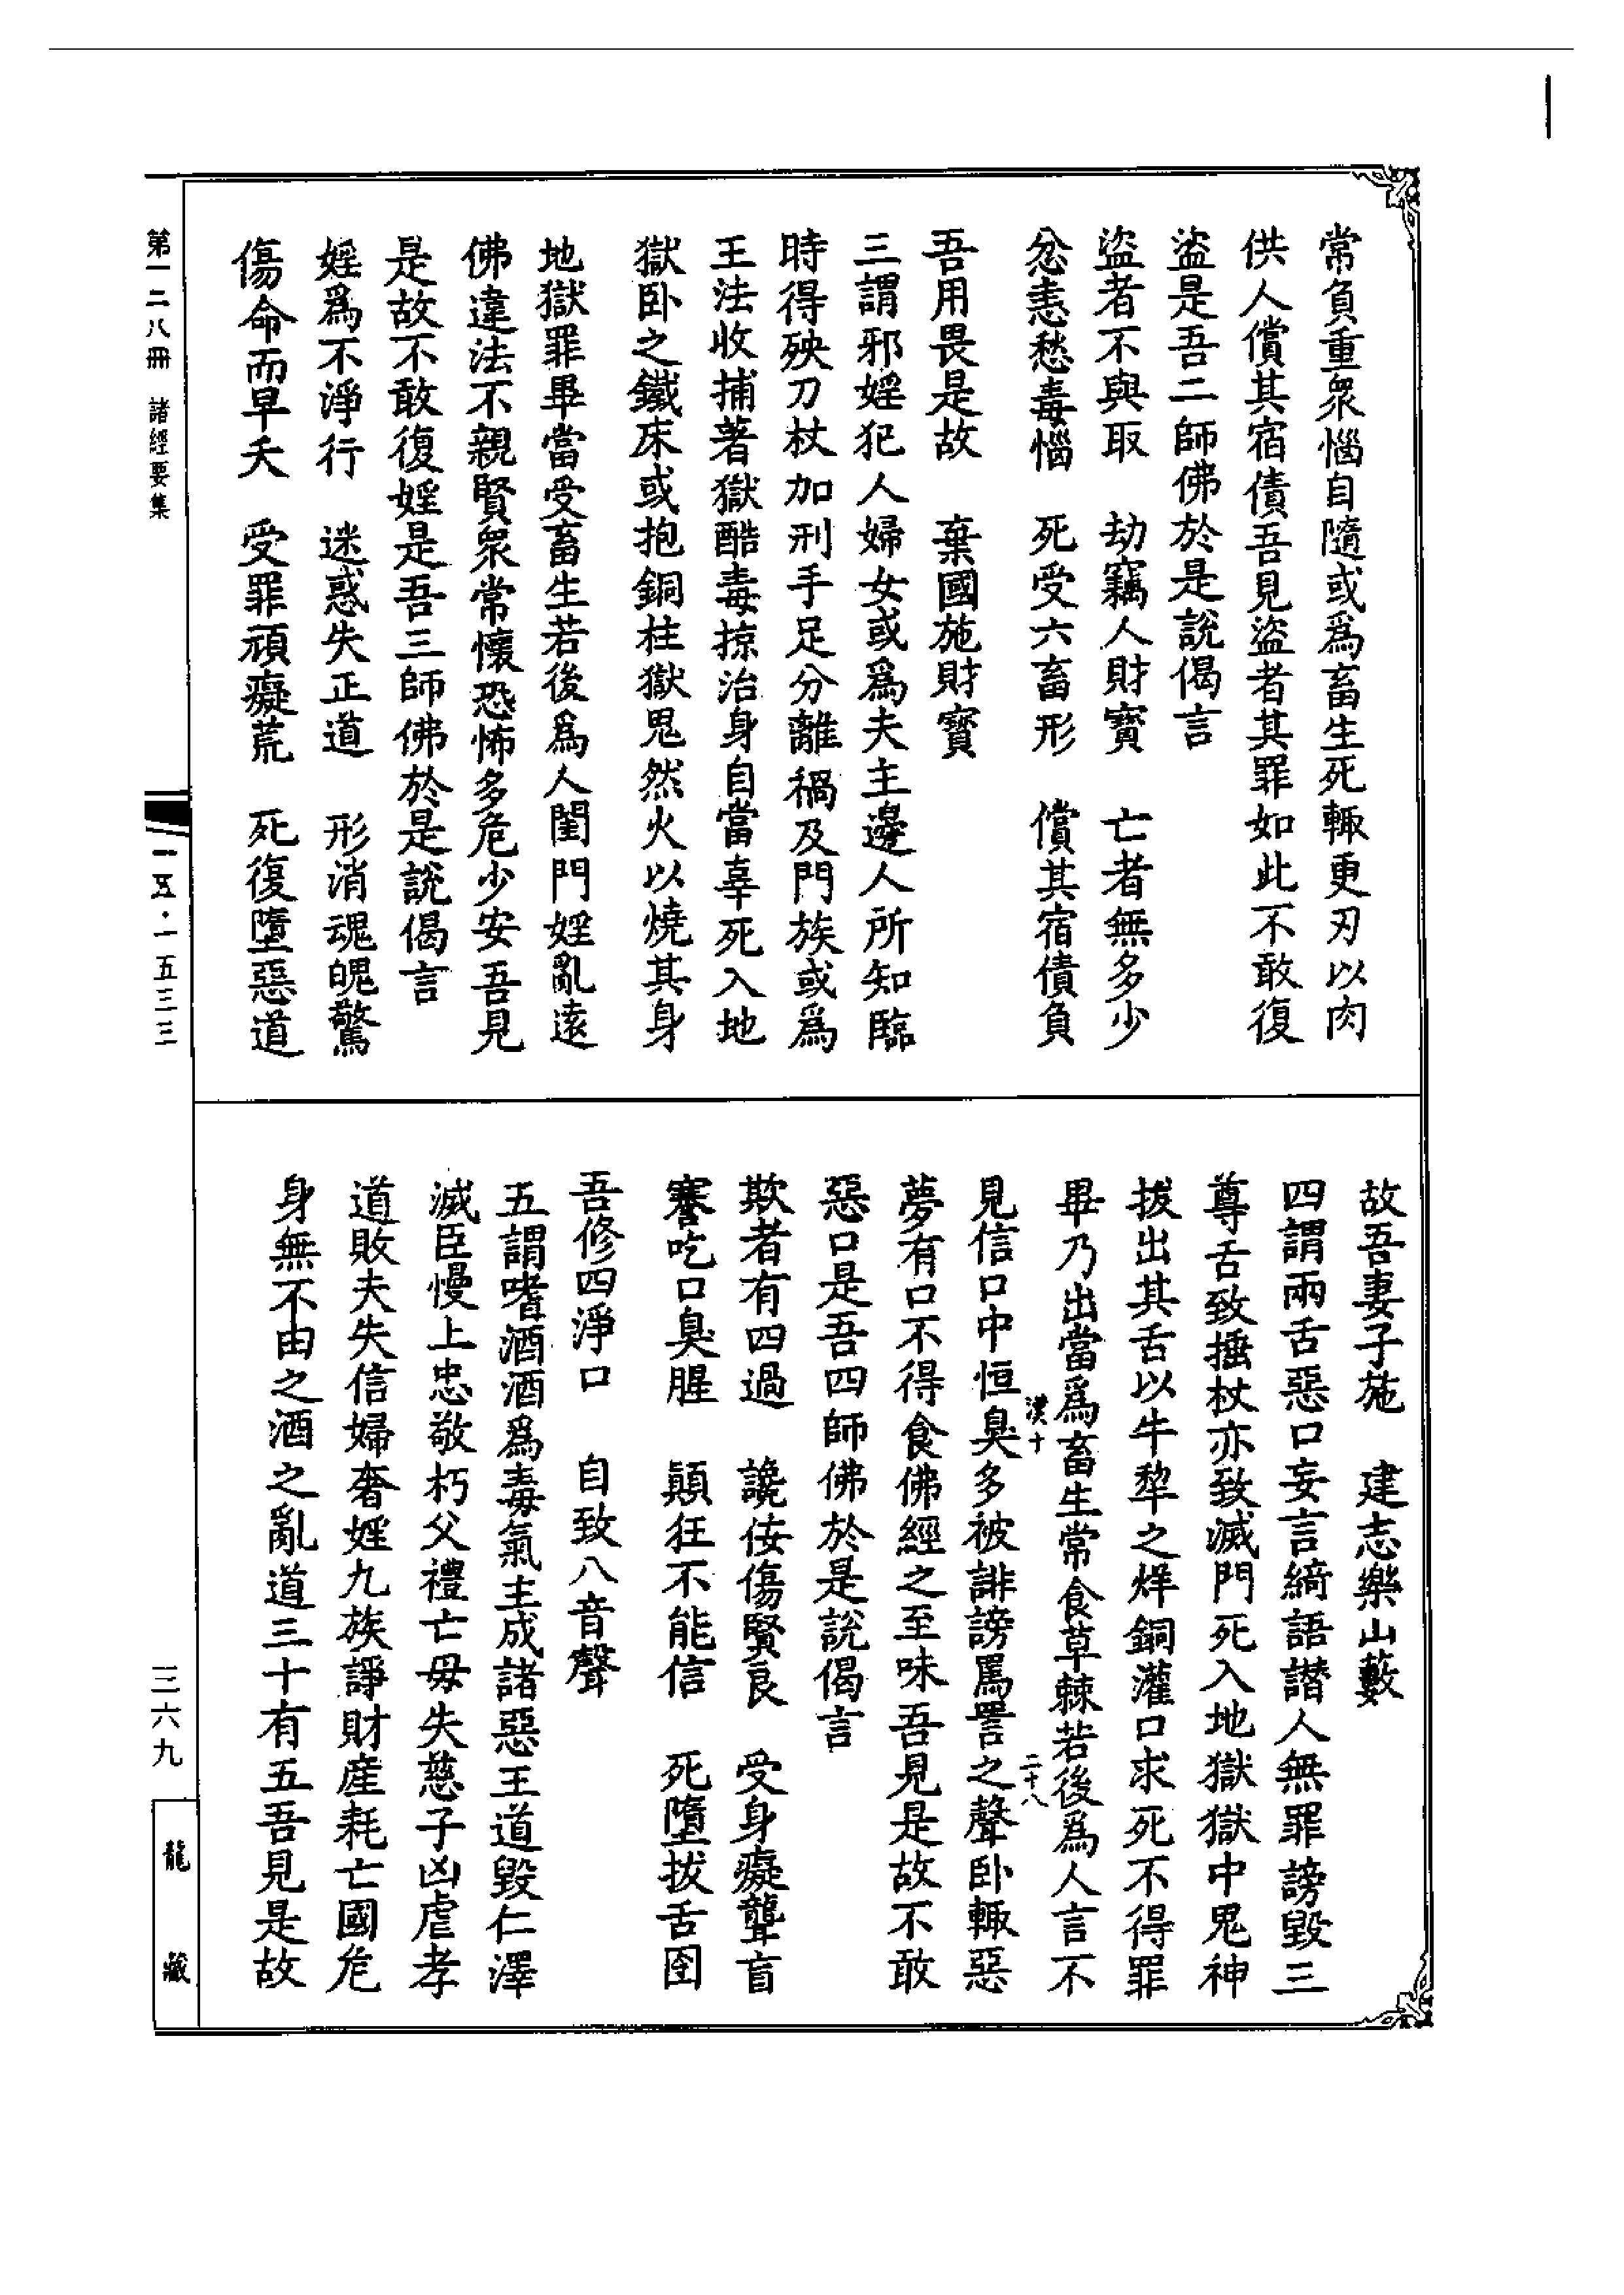 常負重衆惱自隨或爲畜生死輙更刃以肉
供人償其宿債吾見盜者其罪如此不敢復
盜是吾二師佛於是說偈言
盜者不與取　劫竊人財寳　亡者無多少
忿恚愁毒惱　死受六畜形　償其宿債負
吾用畏是故　棄國施財寳
三謂邪婬犯人婦女或爲夫主邊人所知臨
時得殃刀杖加刑手足分離禍及門族或爲
王法收捕著獄酷毒掠治身自當辜死入地
獄卧之鐵床或抱銅柱獄鬼然火以燒其身
地獄罪畢當受畜生若後爲人閨門婬亂遠
佛違法不親賢衆常懷恐怖多危少安吾見
是故不敢復婬是吾三師佛於是說偈言
婬爲不淨行　迷惑失正道　形消魂魄驚
傷命而早夭　受罪頑癡荒　死復墮惡道
故吾妻子施　建志樂山藪
四謂兩舌惡口妄言綺語譖人無罪謗毀三
尊舌致捶杖亦致滅門死入地獄獄中鬼神
拔出其舌以牛犂之烊銅灌口求死不得罪
畢乃出當爲畜生常食草棘若後爲人言不
漢十　二十八
見信口中恒臭多被誹謗罵詈之聲卧輙惡
夢有口不得食佛經之至味吾見是故不敢
惡口是吾四師佛於是說偈言
欺者有四過　讒佞傷賢良　受身癡聾盲
謇吃口臭腥　顛狂不能信　死墮拔舌囹
吾修四淨口　自致八音聲
五謂嗜酒酒爲毒氣主成諸惡王道毀仁澤
滅臣慢上忠敬朽父禮亡毋失慈子凶虐孝
道敗夫失信婦奢婬九族諍財產耗亡國危
身無不由之酒之亂道三十有五吾見是故
第一二八冊　諸經要集
一五·一五三三
三六九
龍藏